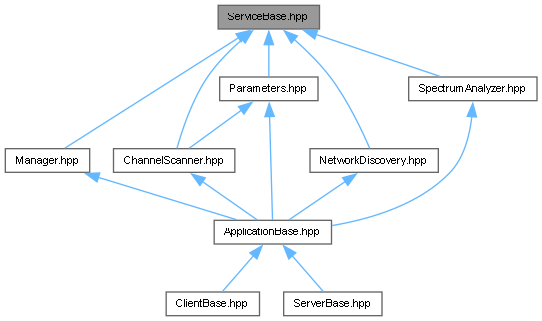 ServiceBase.hpp
Parameters.hpp
SpectrumAnalyzer.hpp
Manager.hpp
ChannelScanner.hpp
NetworkDiscovery.hpp
ApplicationBase.hpp
ClientBase.hpp
ServerBase.hpp